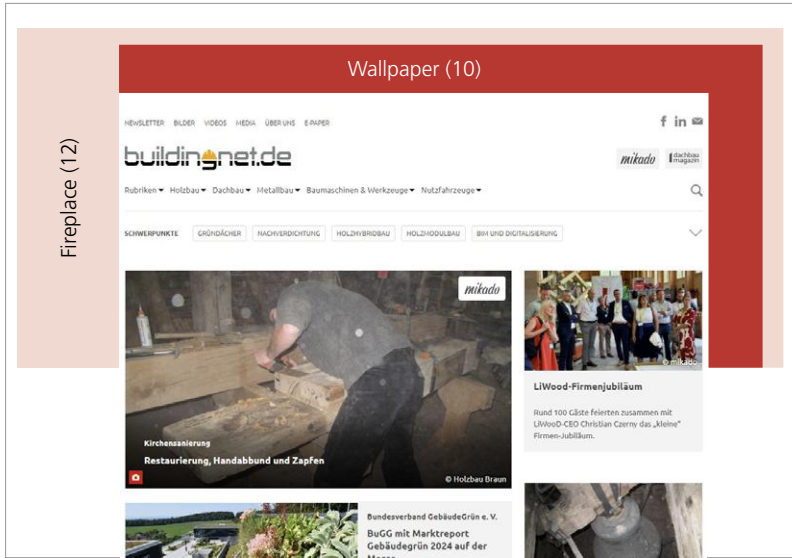 Wallpaper (10)
Fireplace (12)
NEWSLETTER BILDER VIDEOS MEDIA ÜBER UNS E-PAPER
f in
buildingnet.de
mikado dachbau
magazin
Rubriken Holzbau Dachbau Metallbau Baumaschinen & Werkzeuge Nutzfahrzeuge
SCHWERPUNKTE GRÜNDÄCHER NACHVERDICHTUNG HOLZHYBRIDBAU HOLZMODULBAU BIM UND DIGITALISIERUNG
mikado
Kirchensanierung
Restaurierung, Handabbund und Zapfen
© Holzbau Braun
© mikado
LiWood-Firmenjubiläum
Rund 100 Gäste feierten zusammen mit
LiWooD-CEO Christian Czerny das „kleine"
Firmen-Jubiläum.
Bundesverband GebäudeGrün e. V.
BuGG mit Marktreport
Gebäudegrün 2024 auf der